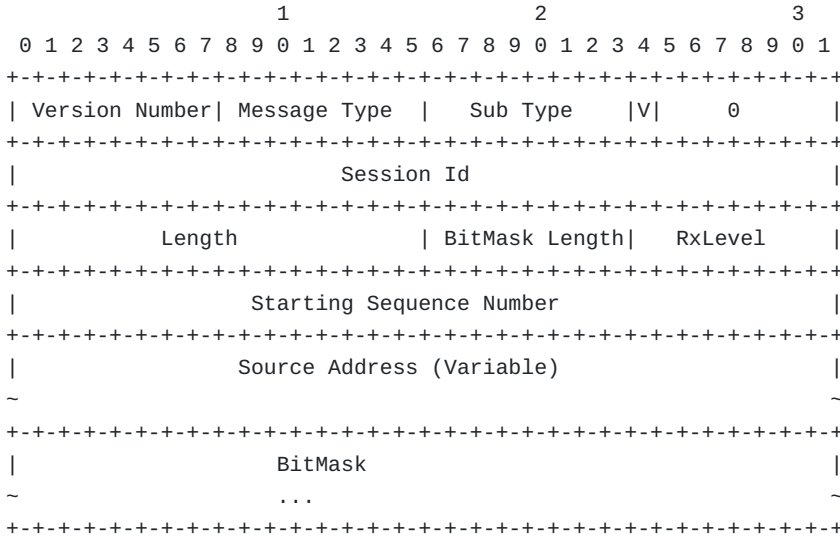 1                   2                   3
 0 1 2 3 4 5 6 7 8 9 0 1 2 3 4 5 6 7 8 9 0 1 2 3 4 5 6 7 8 9 0 1
+-+-+-+-+-+-+-+-+-+-+-+-+-+-+-+-+-+-+-+-+-+-+-+-+-+-+-+-+-+-+-+-+
| Version Number| Message Type  |   Sub Type    |V|     0       |
+-+-+-+-+-+-+-+-+-+-+-+-+-+-+-+-+-+-+-+-+-+-+-+-+-+-+-+-+-+-+-+-+
|                         Session Id                            |
+-+-+-+-+-+-+-+-+-+-+-+-+-+-+-+-+-+-+-+-+-+-+-+-+-+-+-+-+-+-+-+-+
|           Length              | BitMask Length|   RxLevel     |
+-+-+-+-+-+-+-+-+-+-+-+-+-+-+-+-+-+-+-+-+-+-+-+-+-+-+-+-+-+-+-+-+
|                  Starting Sequence Number                     |
+-+-+-+-+-+-+-+-+-+-+-+-+-+-+-+-+-+-+-+-+-+-+-+-+-+-+-+-+-+-+-+-+
|                 Source Address (Variable)                     |
~                                                               ~
+-+-+-+-+-+-+-+-+-+-+-+-+-+-+-+-+-+-+-+-+-+-+-+-+-+-+-+-+-+-+-+-+
|                    BitMask                                    |
~                    ...                                        ~
+-+-+-+-+-+-+-+-+-+-+-+-+-+-+-+-+-+-+-+-+-+-+-+-+-+-+-+-+-+-+-+-+